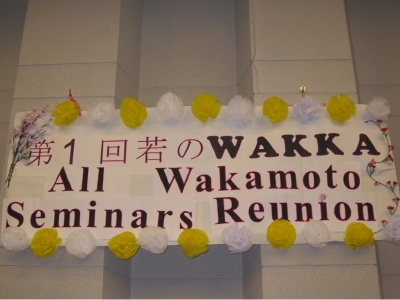 第1回若のWAKKA
All Wakamoto
Seminars Reunion